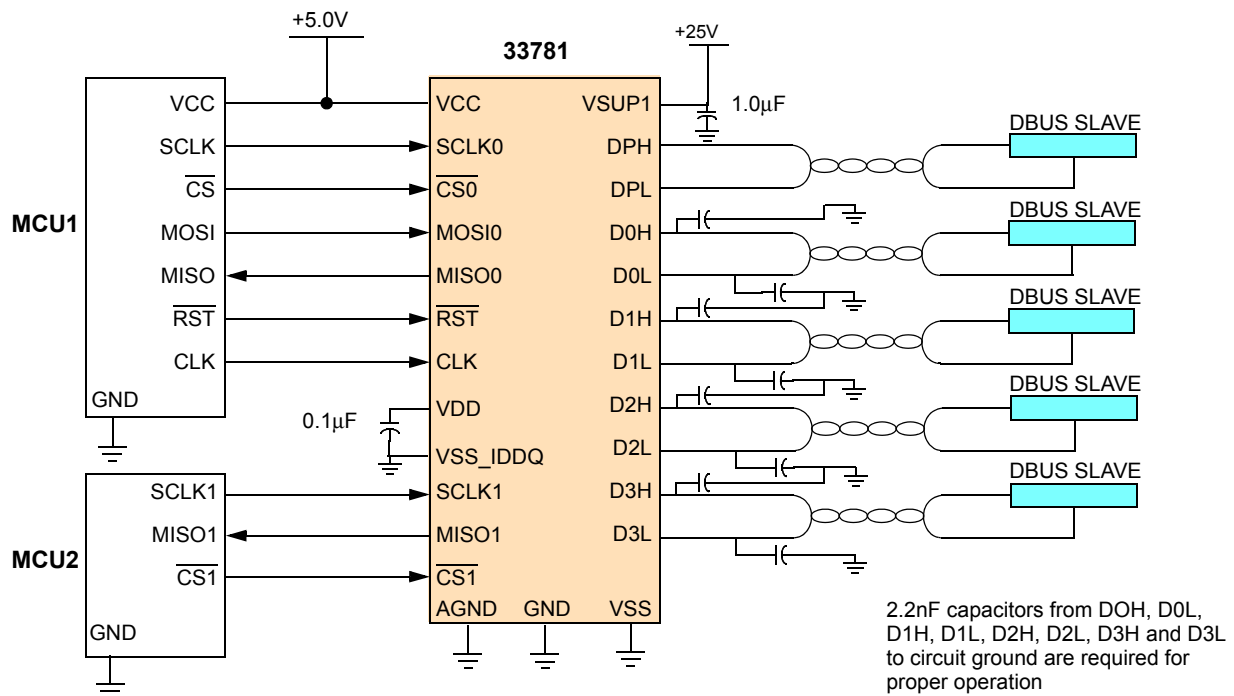 +5.0V
+25V
33781
VCC
VCC
VSUP1
1.0µF
DBUS SLAVE
SCLK
SCLK0
DPH
CS
CS0
DPL
MCU1
DBUS SLAVE
MOSI
MOSI0
D0H
MISO
MISO0
D0L
DBUS SLAVE
RST
RST
D1H
CLK
CLK
D1L
DBUS SLAVE
GND
VDD
D2H
0.1µF
VSS_IDDQ
D2L
DBUS SLAVE
SCLK1
SCLK1
D3H
MISO1
MISO1
D3L
MCU2
CS1
CS1
AGND
GND
VSS
GND
2.2nF capacitors from DOH, D0L,
D1H, D1L, D2H, D2L, D3H and D3L
to circuit ground are required for
proper operation